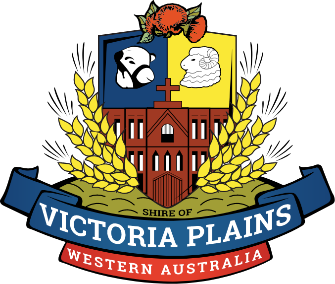 SHIRE OF
VICTORIA PLAINS
WESTERN AUSTRALIA